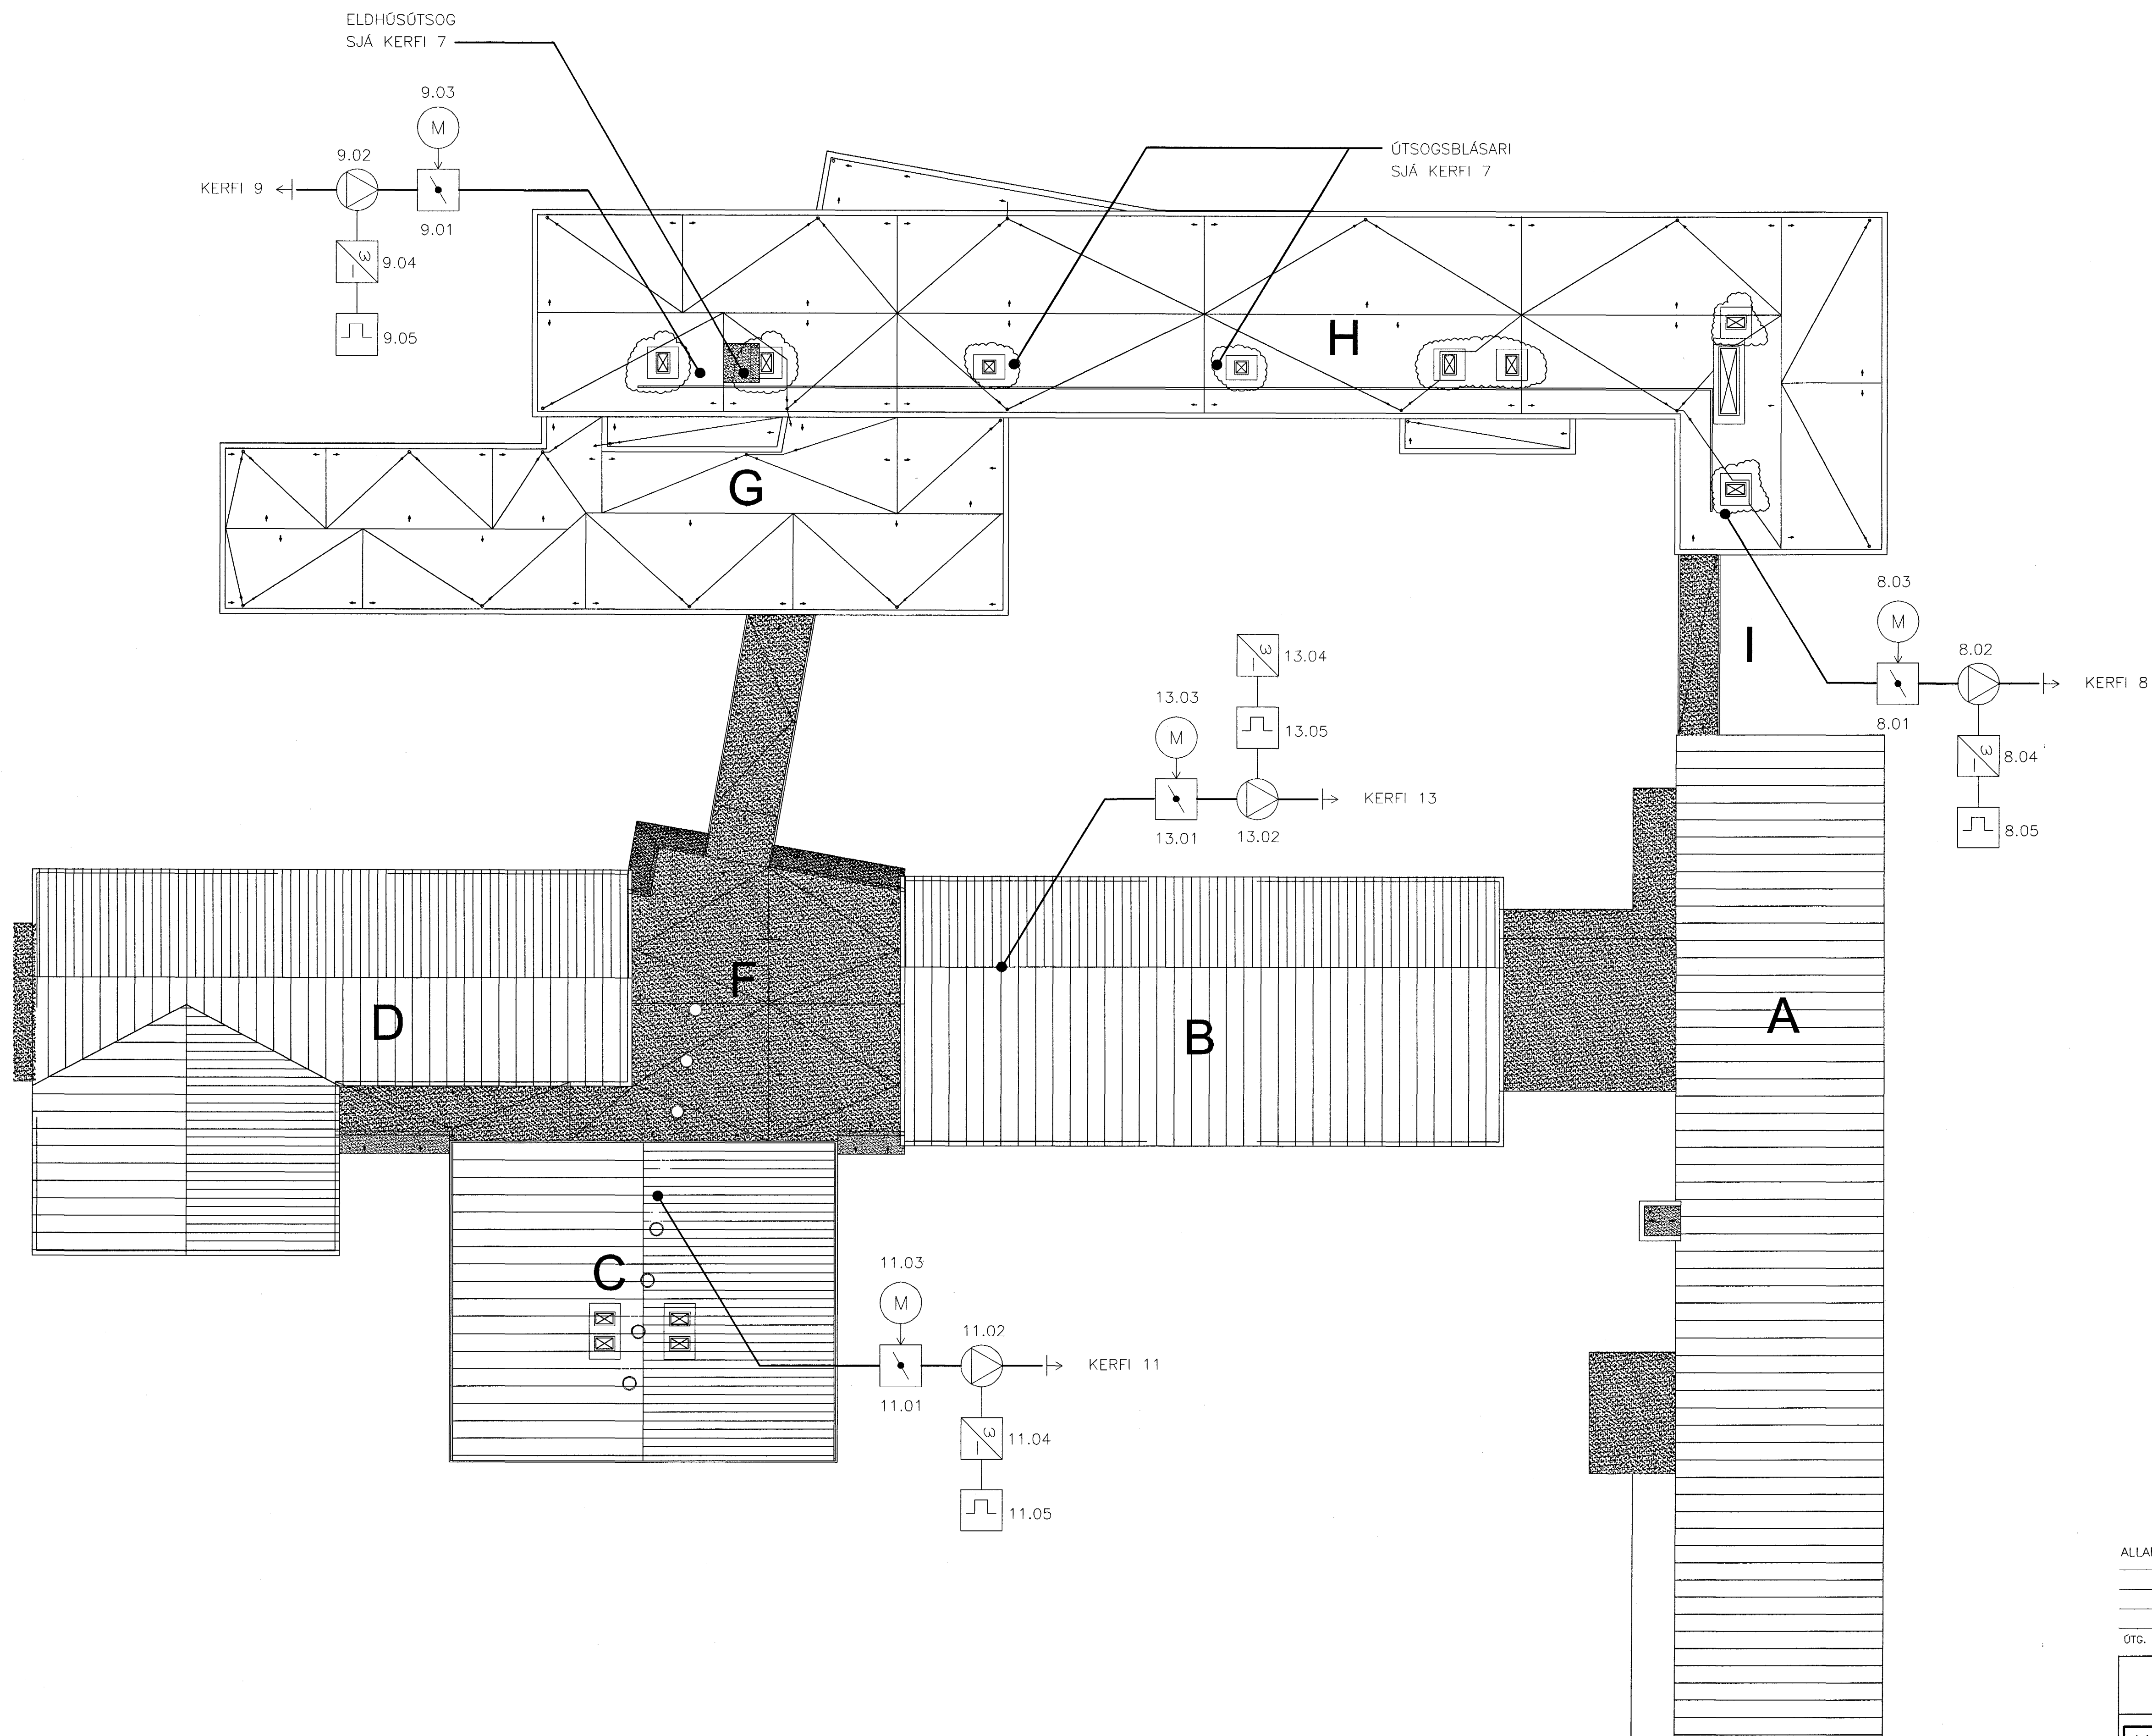 ELDHÚSÚTSOG
SJÁ KERFI 7
9.03
M
9.02
KERFI 9
9.01
9.04
9.05
ÚTSOGSBLÁSARI
SJÁ KERFI 7
H
G
8.03
M
8.02
KERFI 8
8.01
8.04
8.05
I
13.04
13.03
13.05
M
KERFI 13
13.01
13.02
F
D
B
A
C
11.03
M
11.02
KERFI 11
11.01
11.04
11.05
ÚTG.